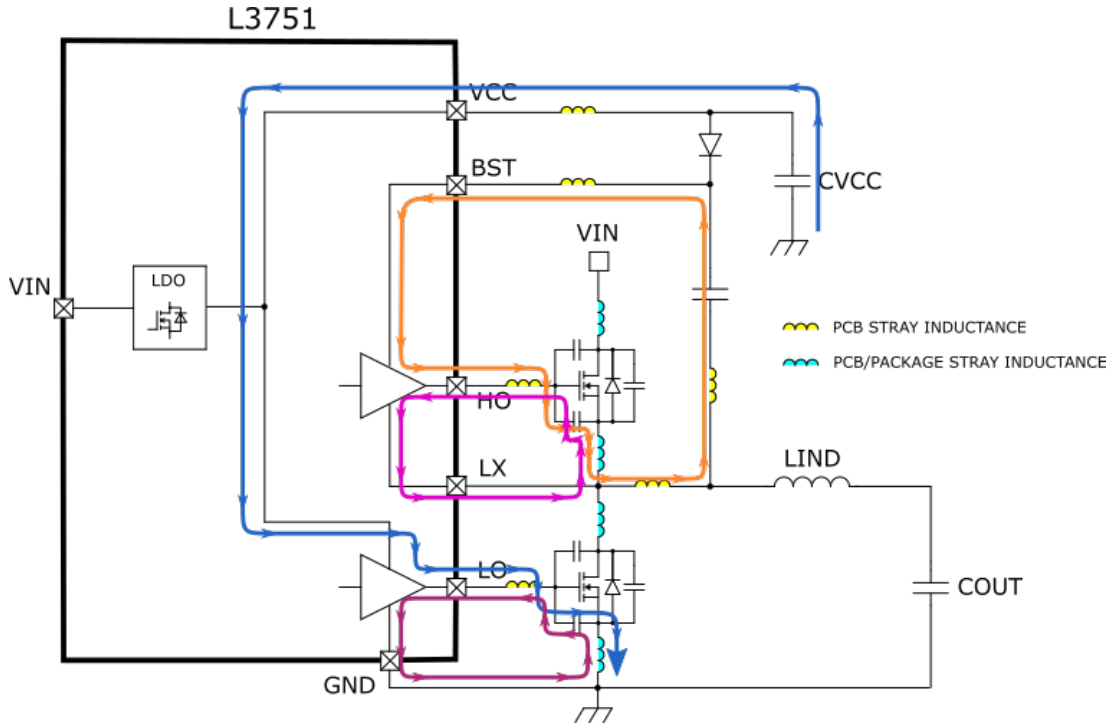 L3751
VCC
BST
CVCC
VIN
VIN
LDO
PCB STRAY INDUCTANCE
PCB/PACKAGE STRAY INDUCTANCE
HO
LX
LIND
LO
COUT
GND